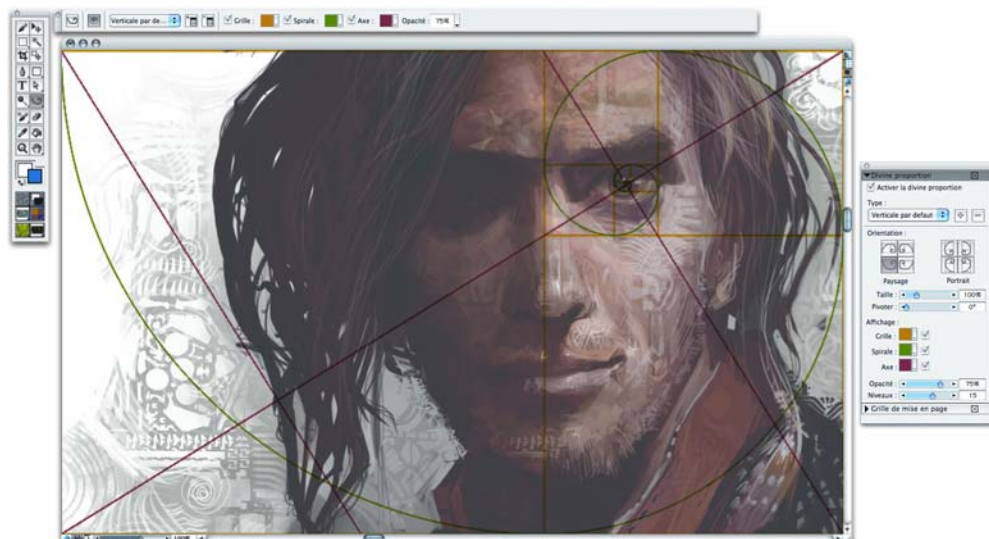 Verticale par de... Grille : Spirale : Axe : Opacité : 75%
Divine proportion
Activer la divine proportion
Type :
Verticale par defaut
Orientation :
Paysage Portrait
Taille : 100%
Pivoter : 0°
Affichage :
Grille :
Spirale :
Axe :
Opacité : 75%
Niveaux : 15
Grille de mise en page
100%